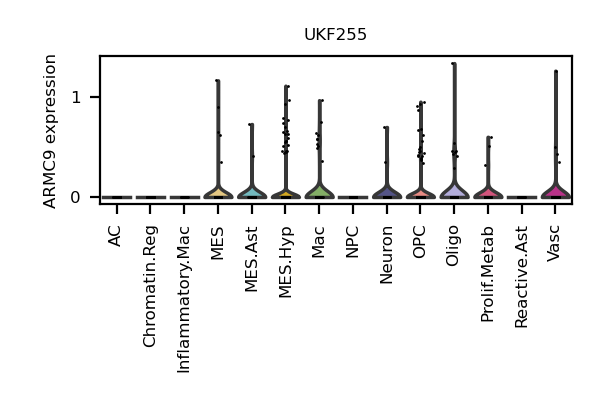 UKF255
ARMC9 expression
1
0
AC
Chromatin.Reg
Inflammatory.Mac
MES
MES.Ast
MES.Hyp
Mac
NPC
Neuron
OPC
Oligo
Prolif.Metab
Reactive.Ast
Vasc